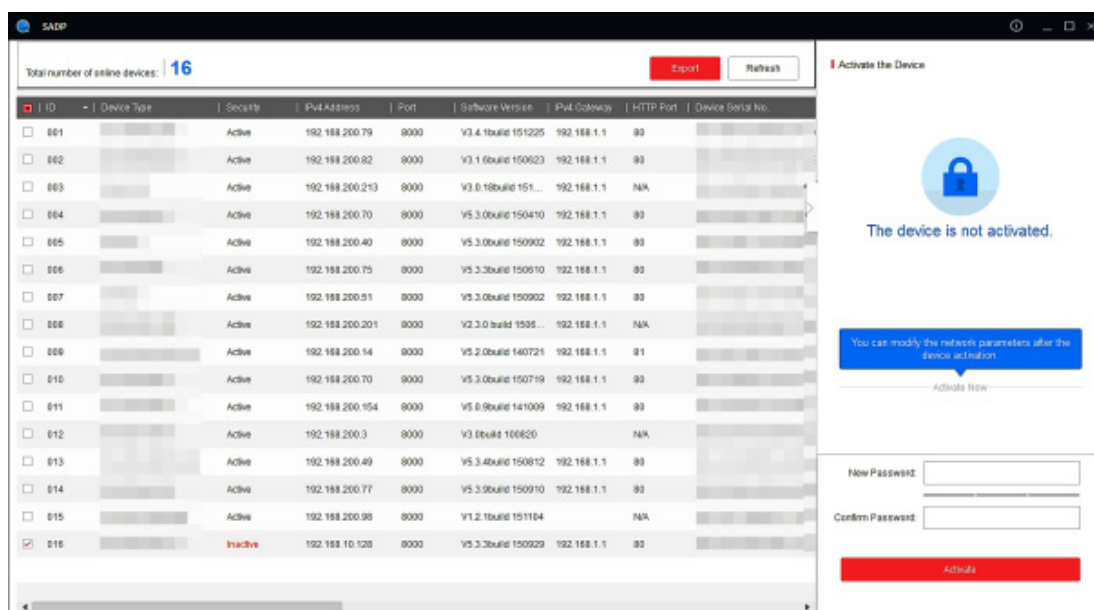 SADP
Total number of online devices: 16
Export
Refresh
ID | Device Type | Security | IPv4 Address | Port | Software Version | IPv4 Gateway | HTTP Port | Device Serial No.
001 Active 192.168.200.79 8000 V3.4.1build 151225 192.168.1.1 80
002 Active 192.168.200.82 8000 V3.1.6build 150623 192.168.1.1 80
003 Active 192.168.200.213 8000 V3.0.18build 151... 192.168.1.1 N/A
004 Active 192.168.200.70 8000 V5.3.0build 150410 192.168.1.1 80
005 Active 192.168.200.40 8000 V5.3.0build 150902 192.168.1.1 80
006 Active 192.168.200.75 8000 V5.3.3build 150610 192.168.1.1 80
007 Active 192.168.200.51 8000 V5.3.0build 150902 192.168.1.1 80
008 Active 192.168.200.201 8000 V2.3.0 build 1506... 192.168.1.1 N/A
009 Active 192.168.200.14 8000 V5.2.0build 140721 192.168.1.1 81
010 Active 192.168.200.70 8000 V5.3.0build 150719 192.168.1.1 80
011 Active 192.168.200.154 8000 V5.0.9build 141009 192.168.1.1 80
012 Active 192.168.200.3 8000 V3.0build 100820 N/A
013 Active 192.168.200.49 8000 V5.3.4build 150812 192.168.1.1 80
014 Active 192.168.200.77 8000 V5.3.9build 150910 192.168.1.1 80
015 Active 192.168.200.98 8000 V1.2.1build 151104 N/A
016 Inactive 192.168.10.128 8000 V5.3.3build 150929 192.168.1.1 80
Activate the Device
The device is not activated.
You can modify the network parameters after the
device activation.
Activate Now
New Password:
Confirm Password:
Activate